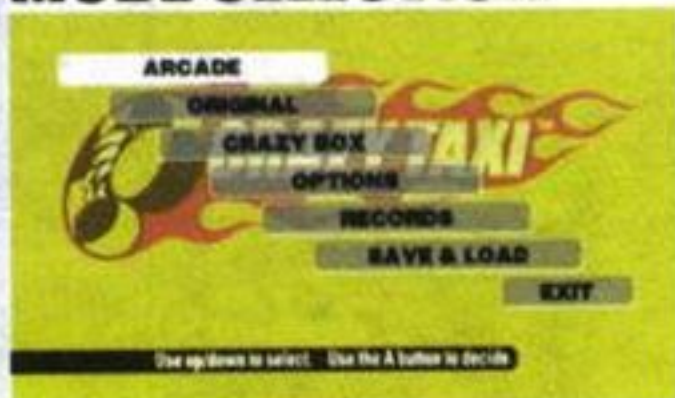 ARCADE
ORIGINAL
CRAZY BOX
TAXI
OPTIONS
RECORDS
SAVE & LOAD
EXIT
Use up/down to select. Use the A button to decide